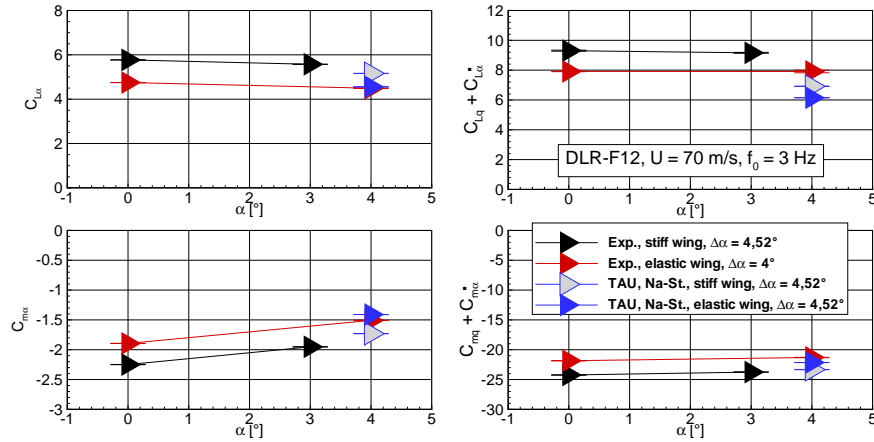 8
6
4
2
0
C_Lα
-1 0 1 2 3 4 5
α [°]
12
10
8
6
4
2
0
C_Lq + C_Lα̇
DLR-F12, U = 70 m/s, f_0 = 3 Hz
-1 0 1 2 3 4 5
α [°]
0
-0.5
-1
-1.5
-2
-2.5
-3
C_mα
-1 0 1 2 3 4 5
α [°]
0
-5
-10
-15
-20
-25
-30
C_mq + C_mα̇
Exp., stiff wing, Δα = 4,52°
Exp., elastic wing, Δα = 4°
TAU, Na-St., stiff wing, Δα = 4,52°
TAU, Na-St., elastic wing, Δα = 4,52°
-1 0 1 2 3 4 5
α [°]